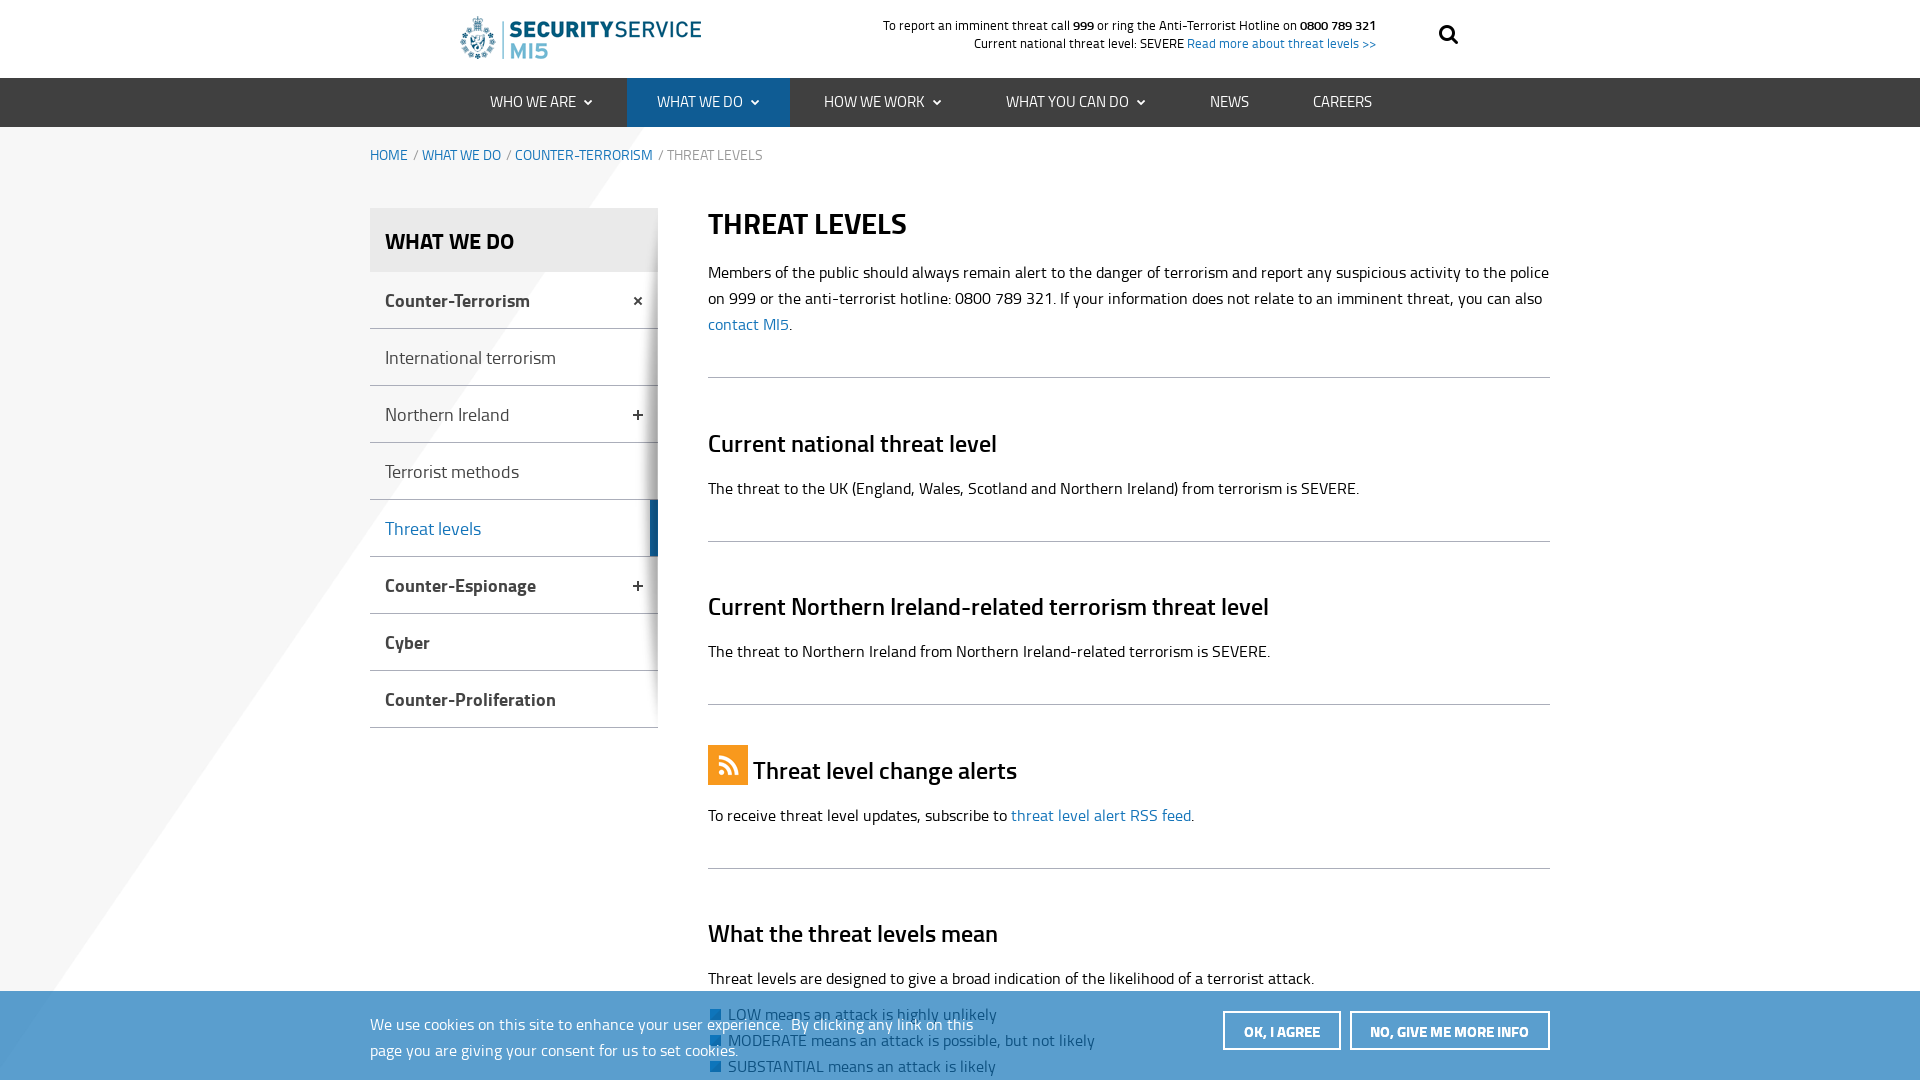 SECURITYSERVICE
MI5
To report an imminent threat call 999 or ring the Anti-Terrorist Hotline on 0800 789 321
Current national threat level: SEVERE Read more about threat levels >>
WHO WE ARE
WHAT WE DO
HOW WE WORK
WHAT YOU CAN DO
NEWS
CAREERS
HOME / WHAT WE DO / COUNTER-TERRORISM / THREAT LEVELS
WHAT WE DO
Counter-Terrorism
International terrorism
Northern Ireland
Terrorist methods
Threat levels
Counter-Espionage
Cyber
Counter-Proliferation
THREAT LEVELS
Members of the public should always remain alert to the danger of terrorism and report any suspicious activity to the police
on 999 or the anti-terrorist hotline: 0800 789 321. If your information does not relate to an imminent threat, you can also
contact MI5.
Current national threat level
The threat to the UK (England, Wales, Scotland and Northern Ireland) from terrorism is SEVERE.
Current Northern Ireland-related terrorism threat level
The threat to Northern Ireland from Northern Ireland-related terrorism is SEVERE.
Threat level change alerts
To receive threat level updates, subscribe to threat level alert RSS feed.
What the threat levels mean
Threat levels are designed to give a broad indication of the likelihood of a terrorist attack.
LOW means an attack is highly unlikely
MODERATE means an attack is possible, but not likely
SUBSTANTIAL means an attack is likely
We use cookies on this site to enhance your user experience. By clicking any link on this
page you are giving your consent for us to set cookies.
OK, I AGREE
NO, GIVE ME MORE INFO